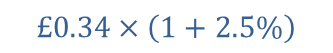 £0.34 × (1 + 2.5%)